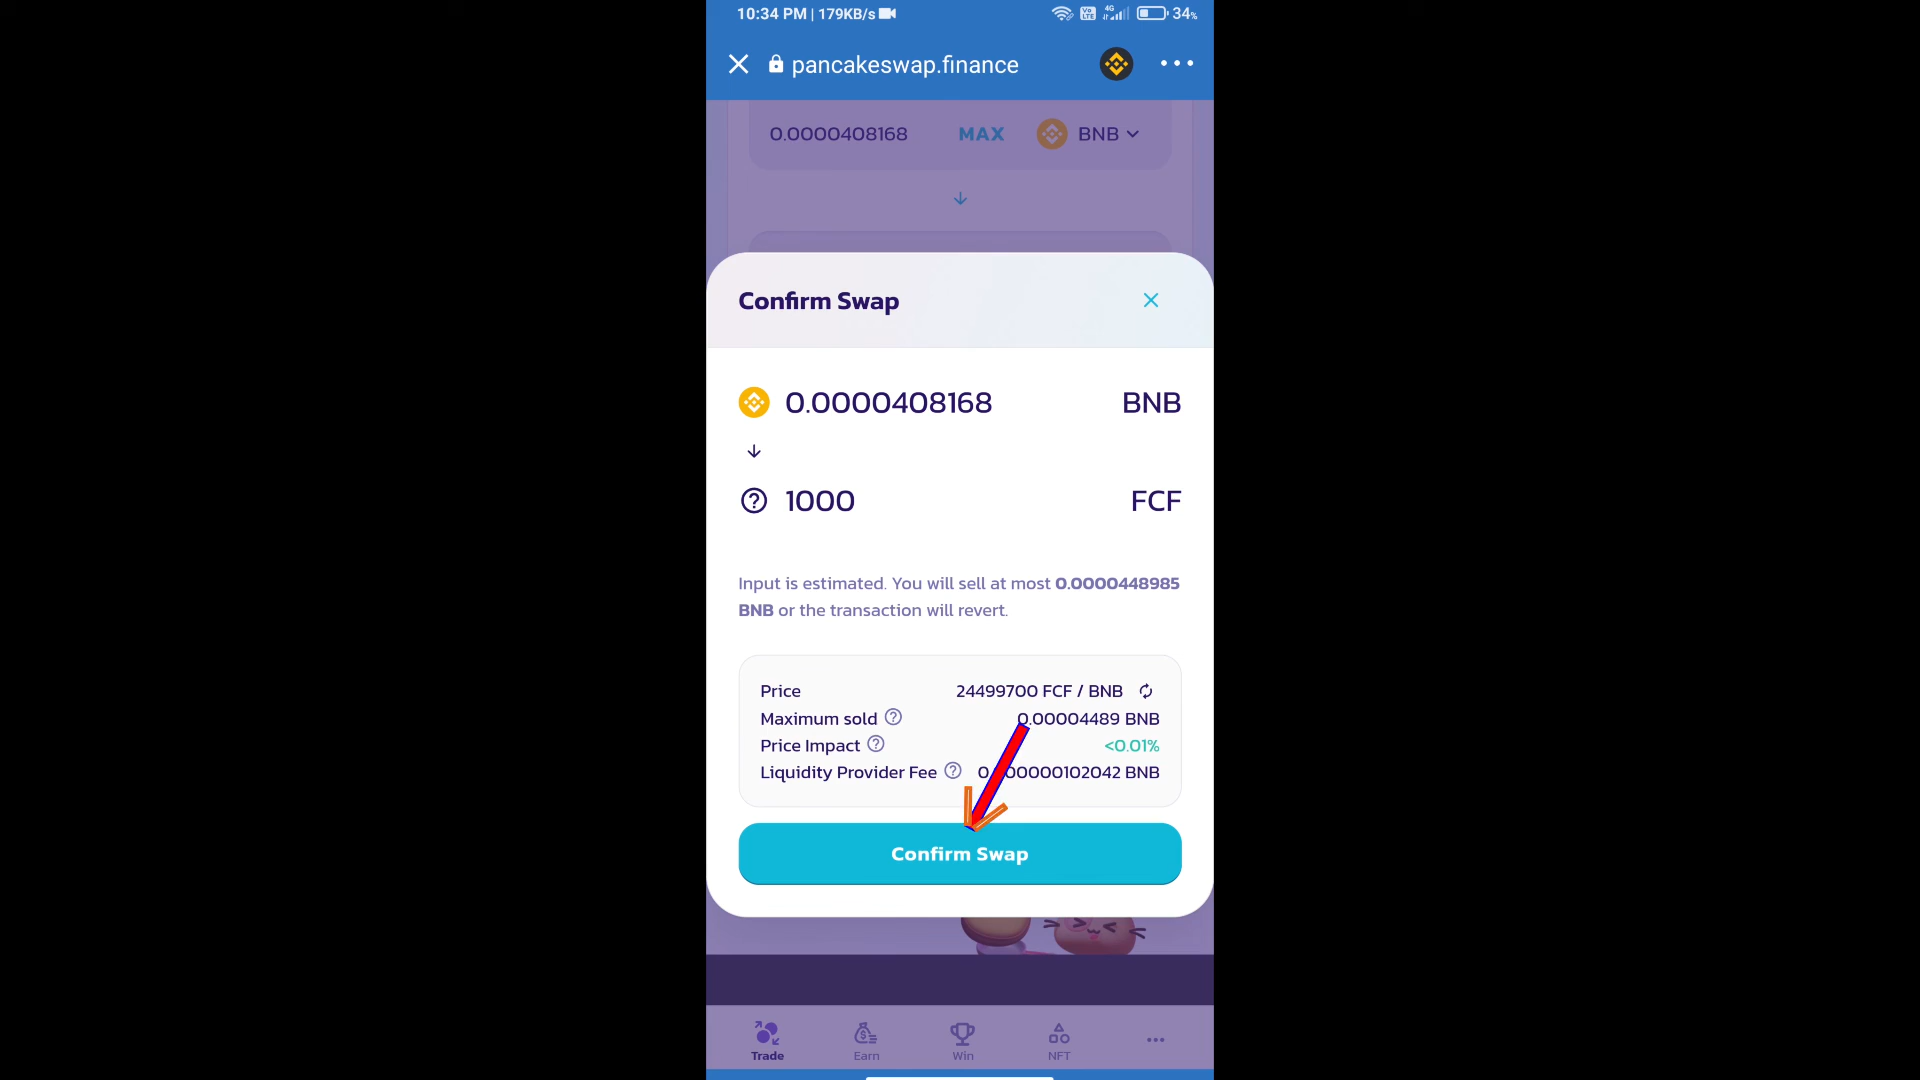 10:34 PM | 179KB/s
Vo LTE 4G 34%
pancakeswap.finance
0.0000408168 MAX BNB
Confirm Swap
0.0000408168 BNB
1000 FCF
Input is estimated. You will sell at most 0.0000448985
BNB or the transaction will revert.
Price 24499700 FCF / BNB
Maximum sold 0.00004489 BNB
Price Impact <0.01%
Liquidity Provider Fee BNB
Confirm Swap
Trade Earn Win NFT